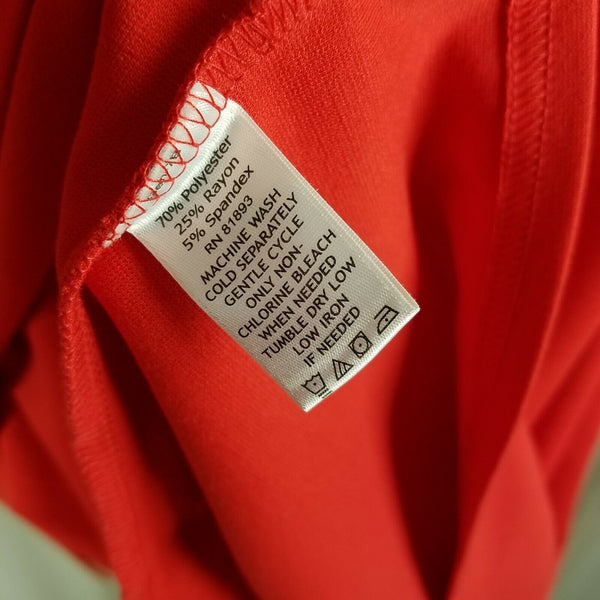 70% Polyester
25% Rayon
5% Spandex
RN 81893
MACHINE WASH
COLD SEPARATELY
GENTLE CYCLE
ONLY NON-
CHLORINE BLEACH
WHEN NEEDED
TUMBLE DRY LOW
LOW IRON
IF NEEDED